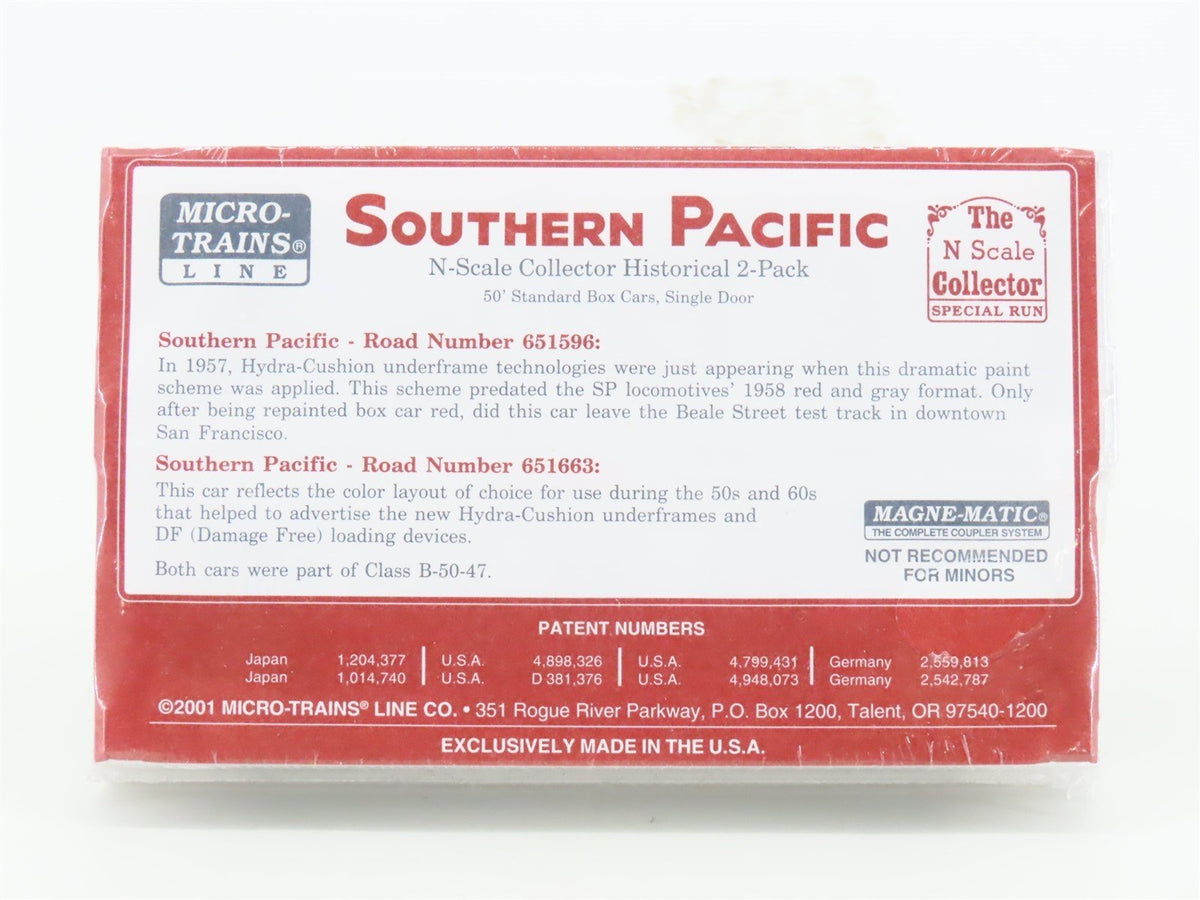 MICRO-
TRAINS®
LINE
SOUTHERN PACIFIC
N-Scale Collector Historical 2-Pack
50' Standard Box Cars, Single Door
The
N Scale
Collector
SPECIAL RUN
Southern Pacific - Road Number 651596:
In 1957, Hydra-Cushion underframe technologies were just appearing when this dramatic paint
scheme was applied. This scheme predated the SP locomotives' 1958 red and gray format. Only
after being repainted box car red, did this car leave the Beale Street test track in downtown
San Francisco.
Southern Pacific - Road Number 651663:
This car reflects the color layout of choice for use during the 50s and 60s
that helped to advertise the new Hydra-Cushion underframes and
DF (Damage Free) loading devices.
Both cars were part of Class B-50-47.
MAGNE-MATIC®
THE COMPLETE COUPLER SYSTEM
NOT RECOMMENDED
FOR MINORS
PATENT NUMBERS
Japan 1,204,377 U.S.A. 4,898,326 U.S.A. 4,799,431 Germany 2,559,813
Japan 1,014,740 U.S.A. D 381,376 U.S.A. 4,948,073 Germany 2,542,787
©2001 MICRO-TRAINS® LINE CO. • 351 Rogue River Parkway, P.O. Box 1200, Talent, OR 97540-1200
EXCLUSIVELY MADE IN THE U.S.A.